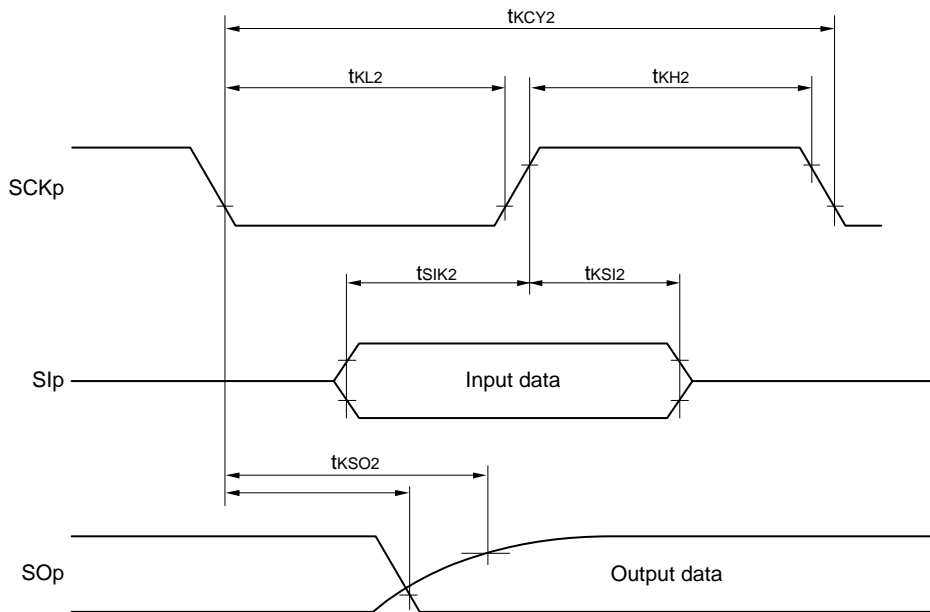 tKCY2
tKL2 tKH2
SCKp
tSIK2 tKSI2
SIp Input data
tKSO2
SOp Output data